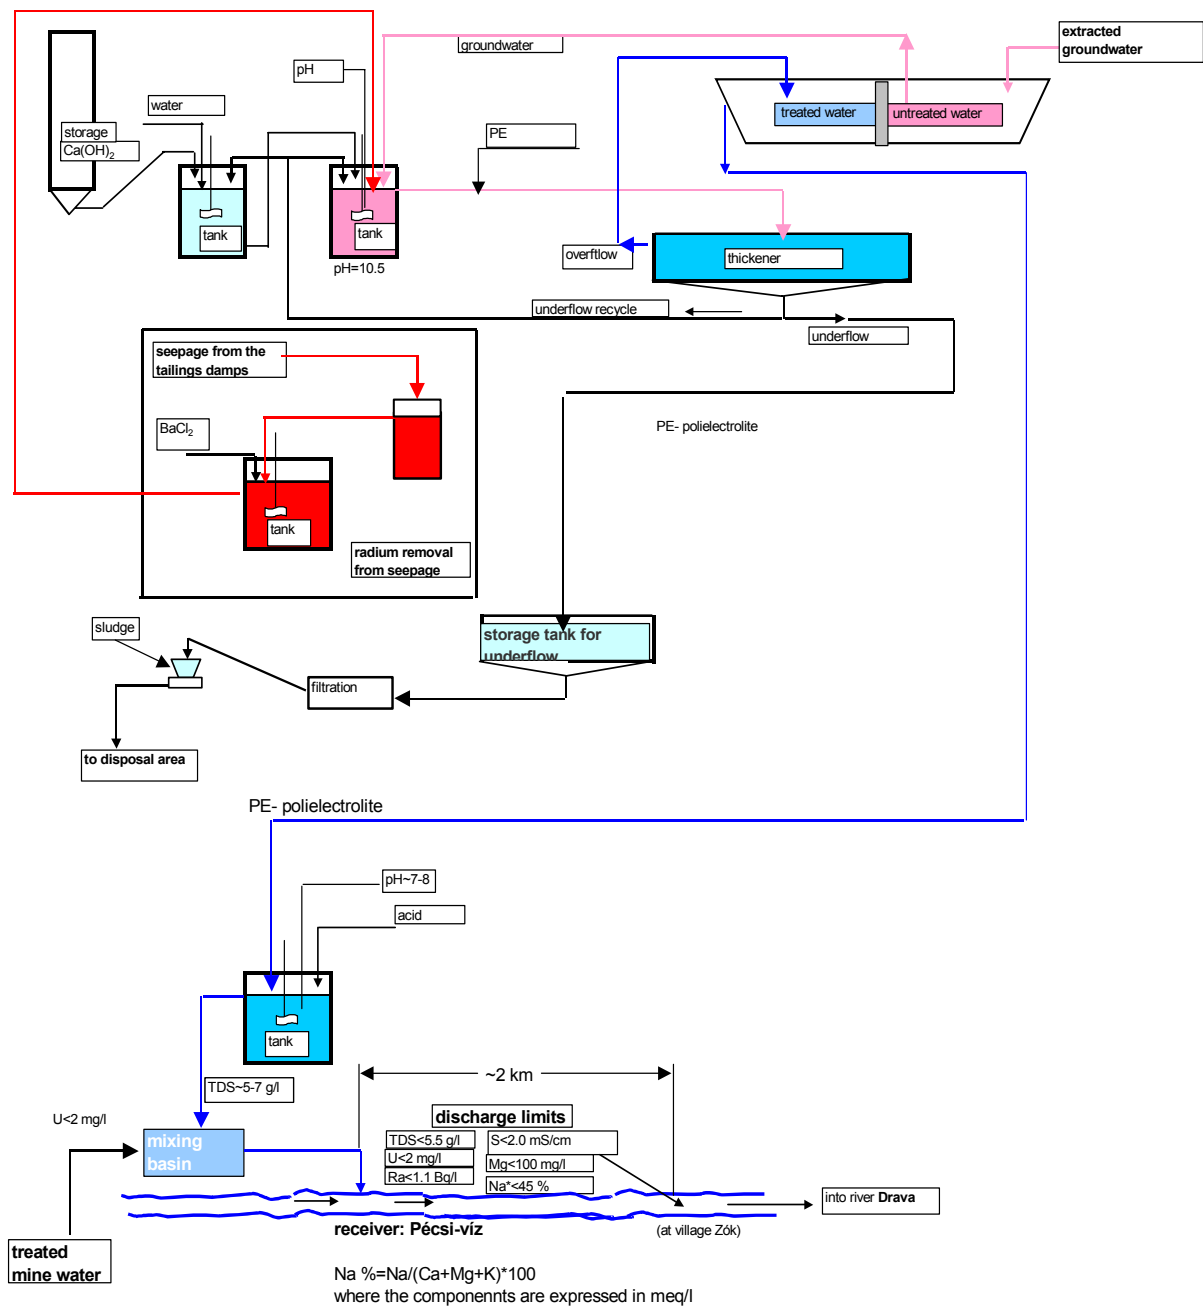 groundwater
extracted
groundwater
pH
water
storage
Ca(OH)₂
PE
treated water
untreated water
tank
tank
pH=10.5
overftlow
thickener
underflow recycle
underflow
seepage from the
tailings damps
BaCl₂
tank
radium removal
from seepage
PE- polielectrolite
sludge
storage tank for
underflow
filtration
to disposal area
PE- polielectrolite
pH~7-8
acid
tank
~2 km
TDS~5-7 g/l
U<2 mg/l
mixing
basin
discharge limits
TDS<5.5 g/l
S<2.0 mS/cm
U<2 mg/l
Mg<100 mg/l
Ra<1.1 Bq/l
Na*<45 %
into river Drava
receiver: Pécsi-víz
(at village Zók)
treated
mine water
Na %=Na/(Ca+Mg+K)*100
where the componennts are expressed in meq/l